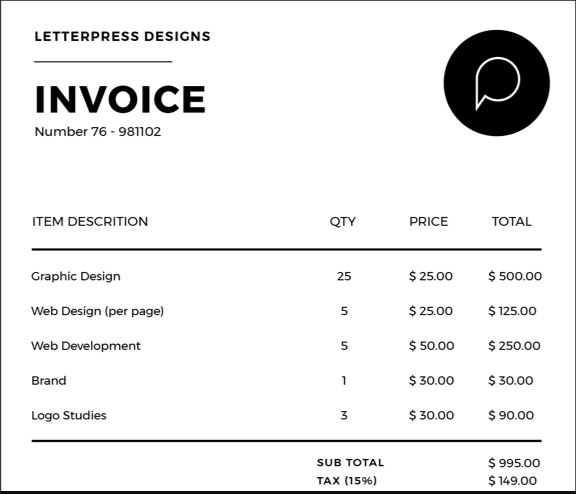 LETTERPRESS DESIGNS
INVOICE
Number 76 - 981102
ITEM DESCRITION QTY PRICE TOTAL
Graphic Design 25 $ 25.00 $ 500.00
Web Design (per page) 5 $ 25.00 $ 125.00
Web Development 5 $ 50.00 $ 250.00
Brand 1 $ 30.00 $ 30.00
Logo Studies 3 $ 30.00 $ 90.00
SUB TOTAL $ 995.00
TAX (15%) $ 149.00